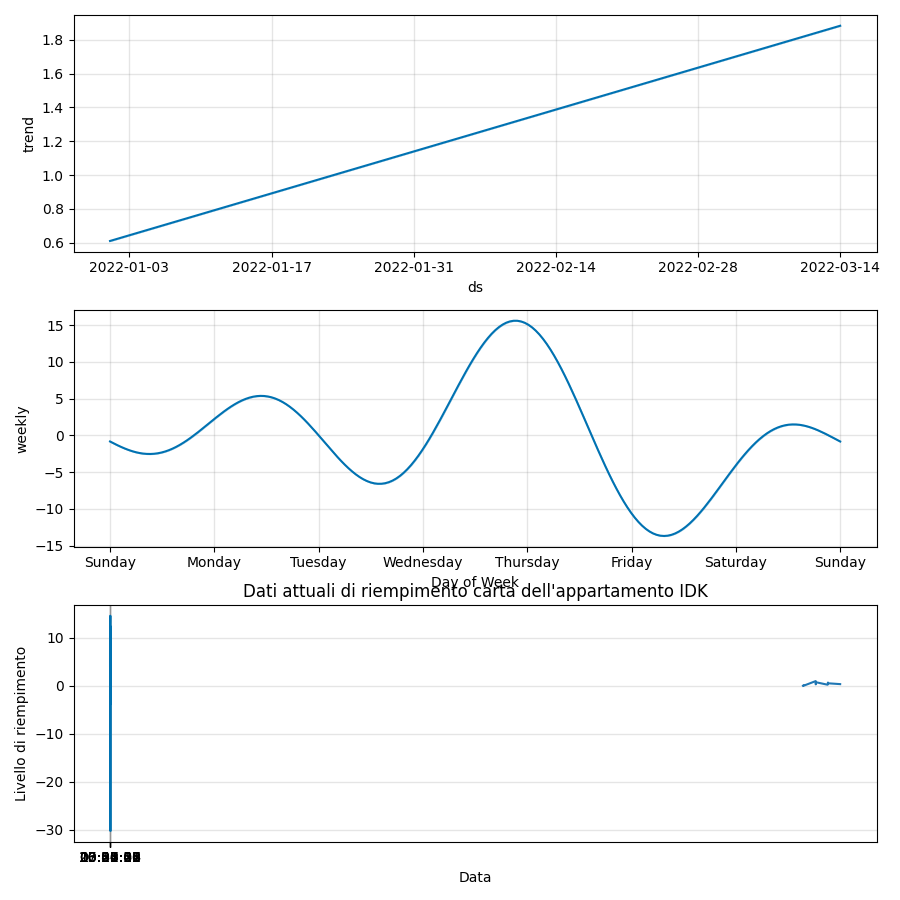 1.8
1.6
1.4
1.2
1.0
0.8
0.6
trend
2022-01-03 2022-01-17 2022-01-31 2022-02-14 2022-02-28 2022-03-14
ds
15
10
5
0
−5
−10
−15
weekly
Sunday Monday Tuesday Wednesday Thursday Friday Saturday Sunday
Day of Week
Dati attuali di riempimento carta dell'appartamento IDK
10
0
−10
−20
−30
Livello di riempimento
Data